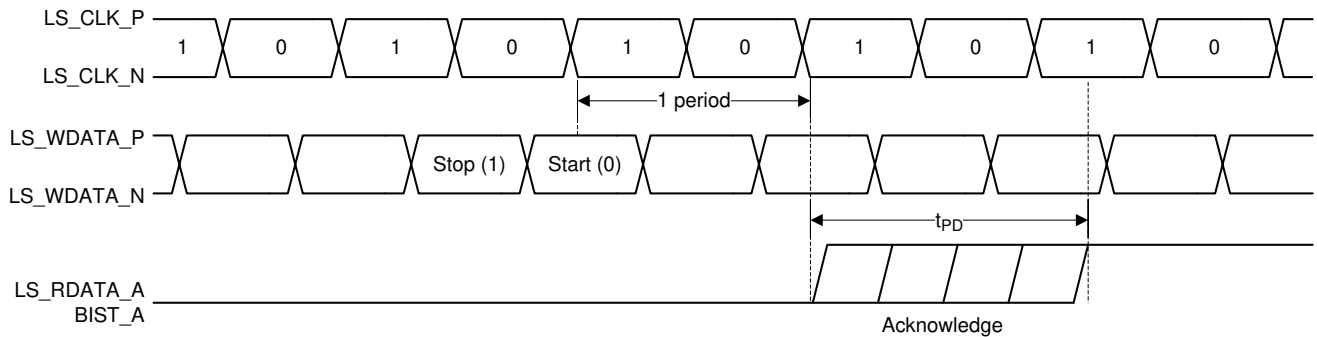 LS_CLK_P
1 0 1 0 1 0 1 0 1 0
LS_CLK_N
1 period
LS_WDATA_P
Stop (1) Start (0)
LS_WDATA_N
tPD
LS_RDATA_A
BIST_A
Acknowledge